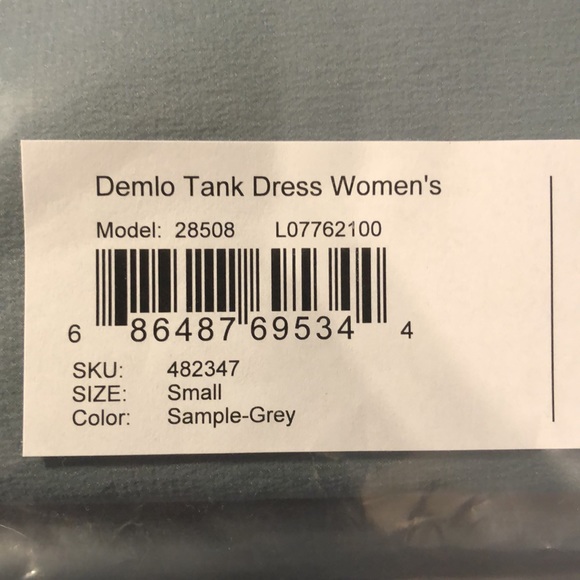 Demlo Tank Dress Women's
Model: 28508 L07762100
6 86487 69534 4
SKU: 482347
SIZE: Small
Color: Sample-Grey